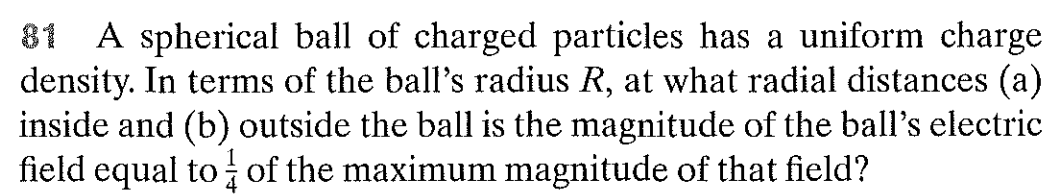 81 A spherical ball of charged particles has a uniform charge
density. In terms of the ball's radius R, at what radial distances (a)
inside and (b) outside the ball is the magnitude of the ball's electric
field equal to 1/4 of the maximum magnitude of that field?